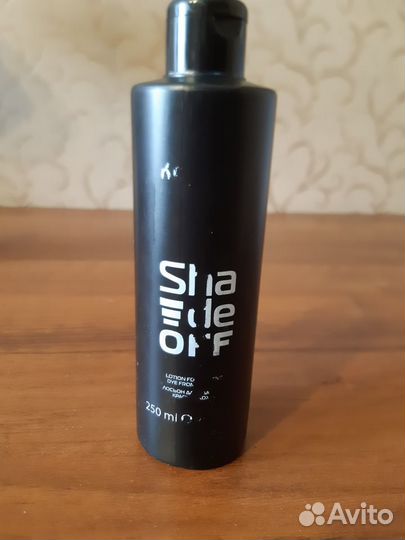 Sha
de
OFF
LOTION FO
DYE FROM
ЛОСЬОН
250 ml
Avito